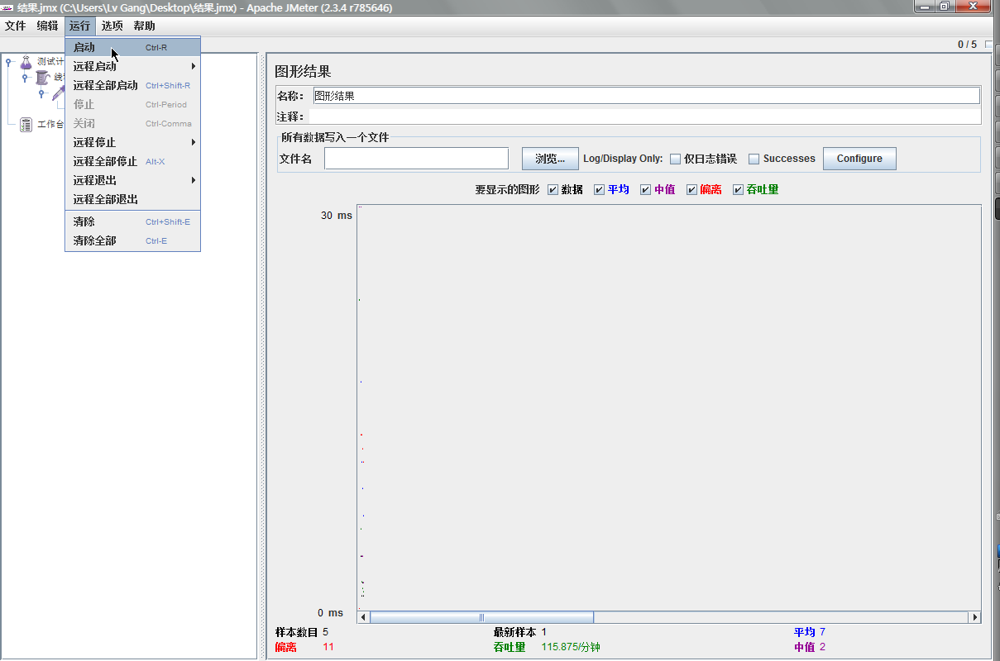 结果.jmx (C:\Users\Lv Gang\Desktop\结果.jmx) - Apache JMeter (2.3.4 r785646)
文件 编辑 运行 选项 帮助
0 / 5
启动 Ctrl-R
远程启动
远程全部启动 Ctrl+Shift-R
停止 Ctrl-Period
关闭 Ctrl-Comma
远程停止
远程全部停止 Alt-X
远程退出
远程全部退出
清除 Ctrl+Shift-E
清除全部 Ctrl-E
测试计
线
工作台
图形结果
名称: 图形结果
注释:
所有数据写入一个文件
文件名 浏览... Log/Display Only: 仅日志错误 Successes Configure
要显示的图形 数据 平均 中值 偏离 吞吐量
30 ms
0 ms
样本数目 5 最新样本 1 平均 7
偏离 11 吞吐量 115.875/分钟 中值 2